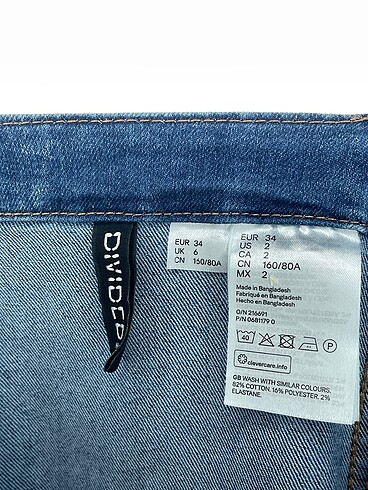 DIVIDED
EUR 34
UK 6
CN 150/80A
EUR 34
US 2
CA 2
CN 160/80A
MX 2
Made in Bangladesh
Fabriqué en Bangladesh
Hecho en Bangladesh
O/N 216691
P/N 0681179 0
40
P
clevercare.info
GB WASH WITH SIMILAR COLOURS.
82% COTTON. 16% POLYESTER. 2%
ELASTANE.